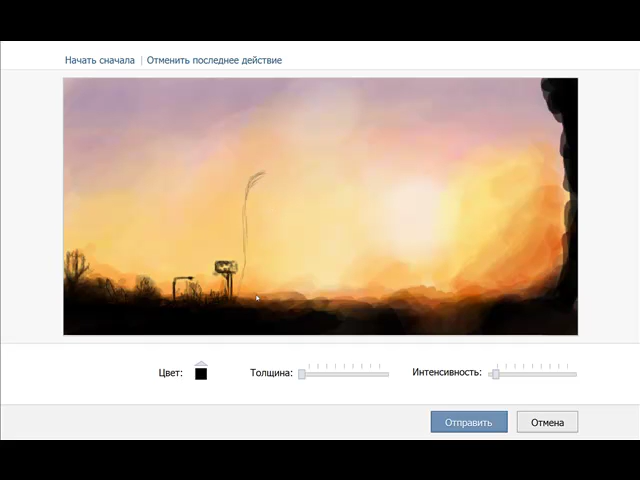 Начать сначала | Отменить последнее действие
Цвет: Толщина: Интенсивность:
Отправить Отмена